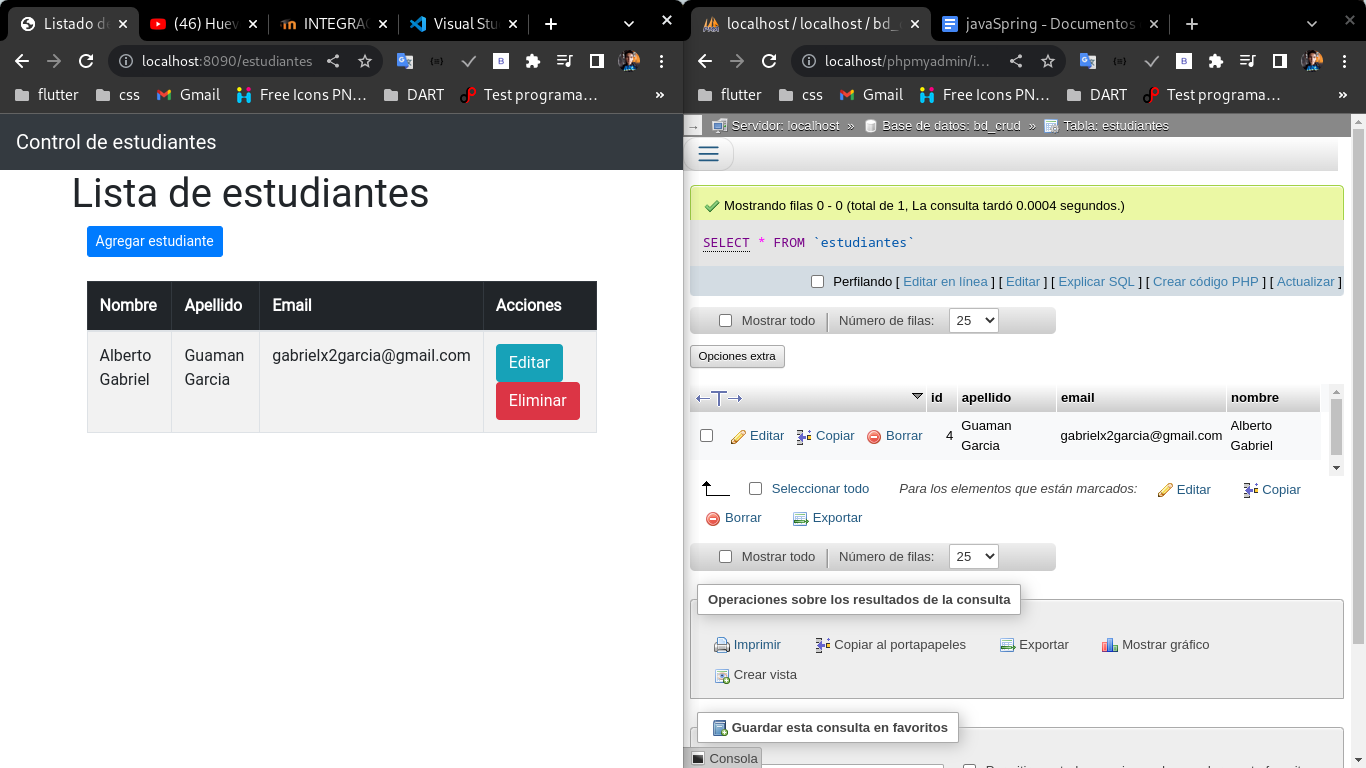 Listado de
(46) Huev
INTEGRAC
Visual Stu
localhost:8090/estudiantes
flutter
css
Gmail
Free Icons PN...
DART
Test programa...
»
Control de estudiantes
Lista de estudiantes
Agregar estudiante
Nombre Apellido Email Acciones
Alberto Gabriel
Guaman Garcia
gabrielx2garcia@gmail.com
Editar
Eliminar
localhost / localhost / bd_
javaSpring - Documentos
localhost/phpmyadmin/i...
flutter
css
Gmail
Free Icons PN...
DART
Test programa...
»
Servidor: localhost » Base de datos: bd_crud » Tabla: estudiantes
Mostrando filas 0 - 0 (total de 1, La consulta tardó 0.0004 segundos.)
SELECT * FROM `estudiantes`
Perfilando [ Editar en línea ] [ Editar ] [ Explicar SQL ] [ Crear código PHP ] [ Actualizar ]
Mostrar todo Número de filas: 25
Opciones extra
←T→ id apellido email nombre
Editar Copiar Borrar 4 Guaman Garcia gabrielx2garcia@gmail.com Alberto Gabriel
Seleccionar todo Para los elementos que están marcados: Editar Copiar
Borrar Exportar
Mostrar todo Número de filas: 25
Operaciones sobre los resultados de la consulta
Imprimir Copiar al portapapeles Exportar Mostrar gráfico
Crear vista
Guardar esta consulta en favoritos
Consola